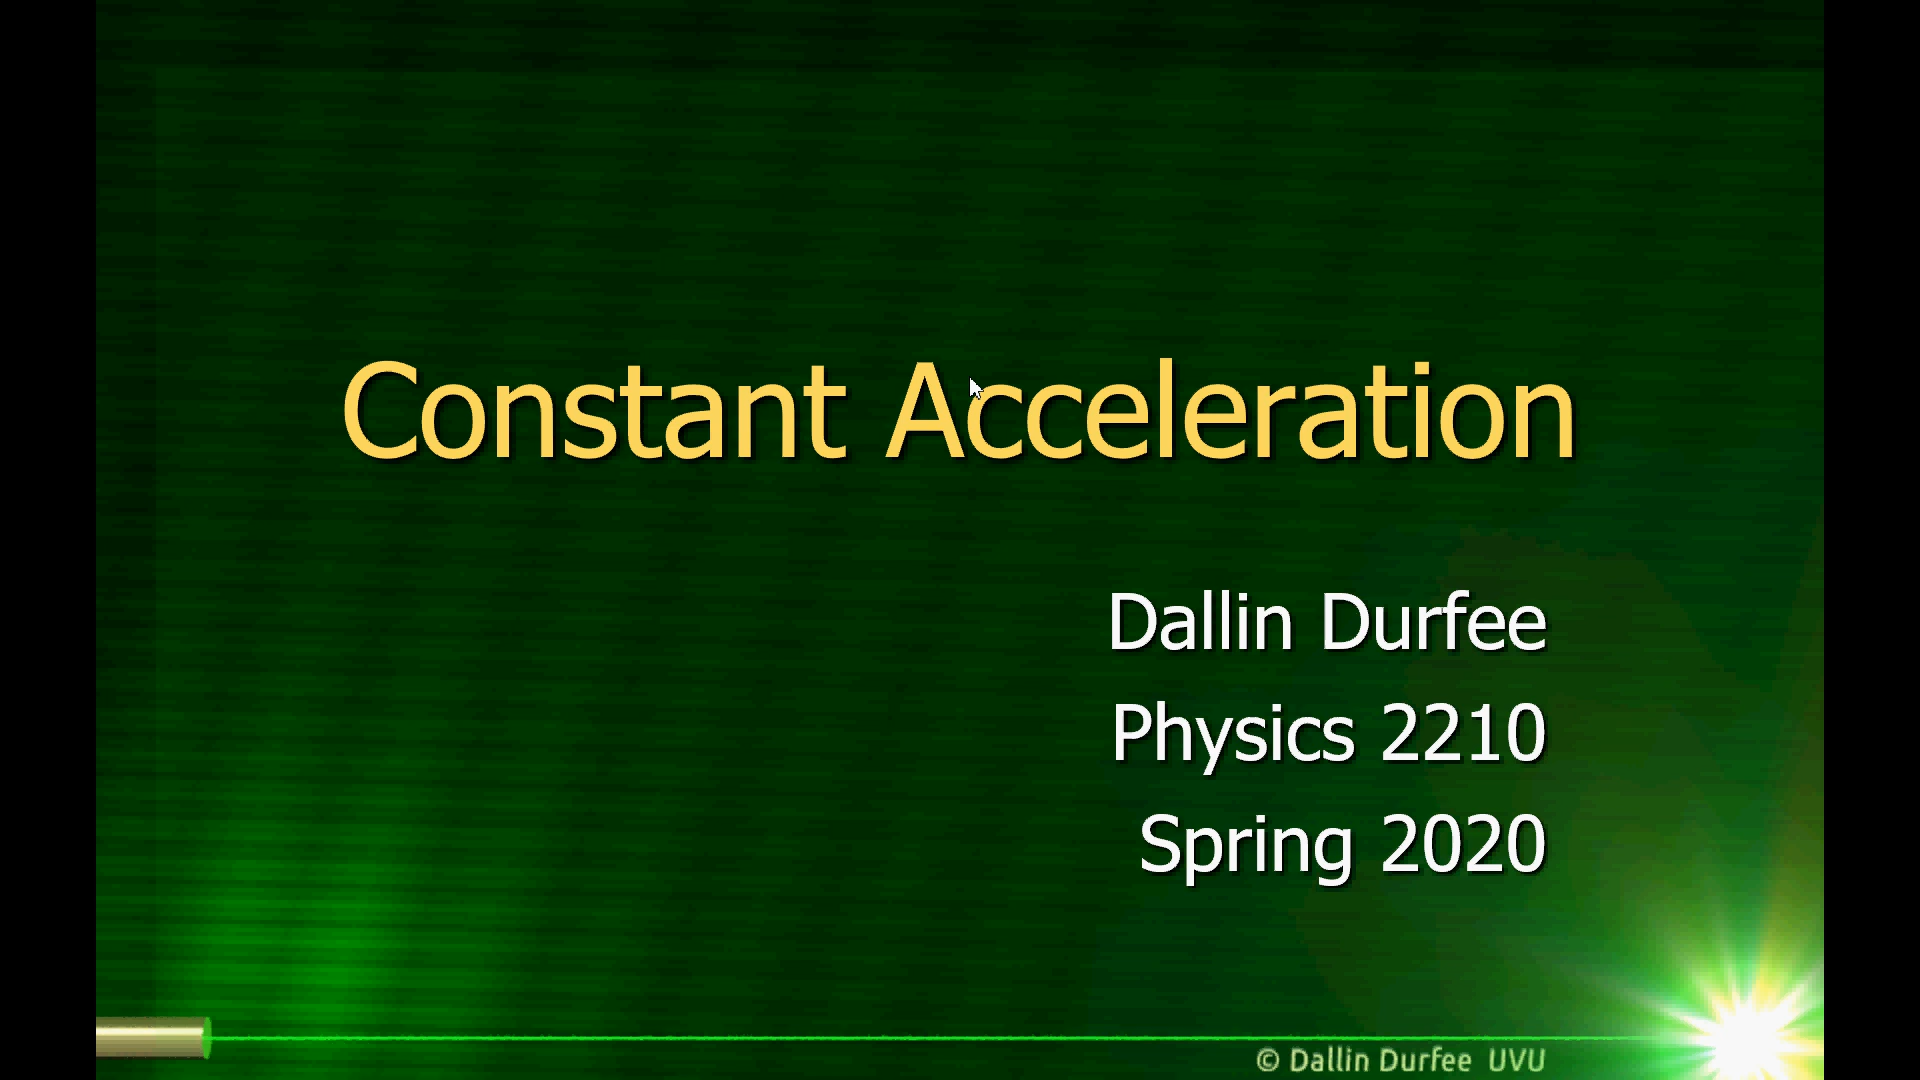 Constant Acceleration
Dallin Durfee
Physics 2210
Spring 2020
© Dallin Durfee UVU